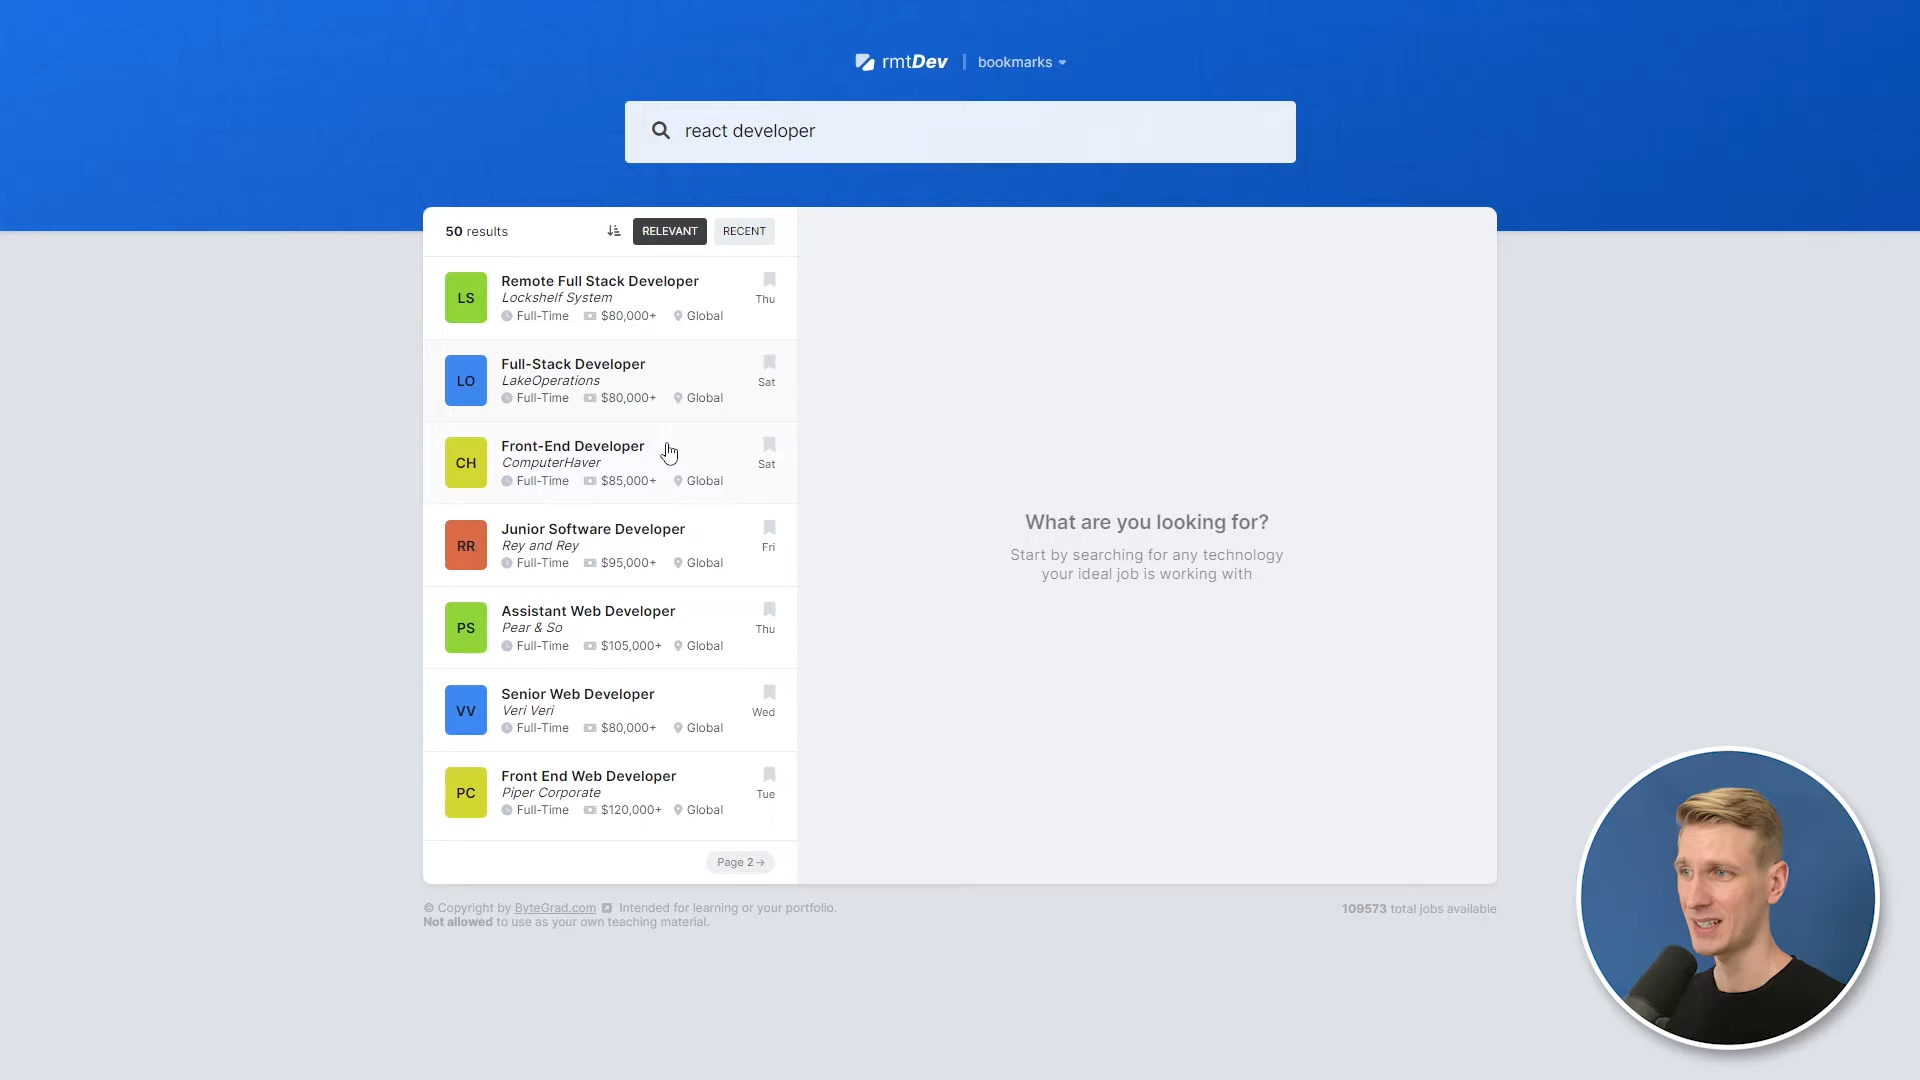 rmtDev | bookmarks
react developer
50 results RELEVANT RECENT
LS Remote Full Stack Developer
Lockshelf System Thu
Full-Time $80,000+ Global
LO Full-Stack Developer
LakeOperations Sat
Full-Time $80,000+ Global
CH Front-End Developer
ComputerHaver Sat
Full-Time $85,000+ Global
RR Junior Software Developer
Rey and Rey Fri
Full-Time $95,000+ Global
PS Assistant Web Developer
Pear & So Thu
Full-Time $105,000+ Global
VV Senior Web Developer
Veri Veri Wed
Full-Time $80,000+ Global
PC Front End Web Developer
Piper Corporate Tue
Full-Time $120,000+ Global
Page 2→
What are you looking for?
Start by searching for any technology
your ideal job is working with
© Copyright by ByteGrad.com Intended for learning or your portfolio.
Not allowed to use as your own teaching material.
109573 total jobs available